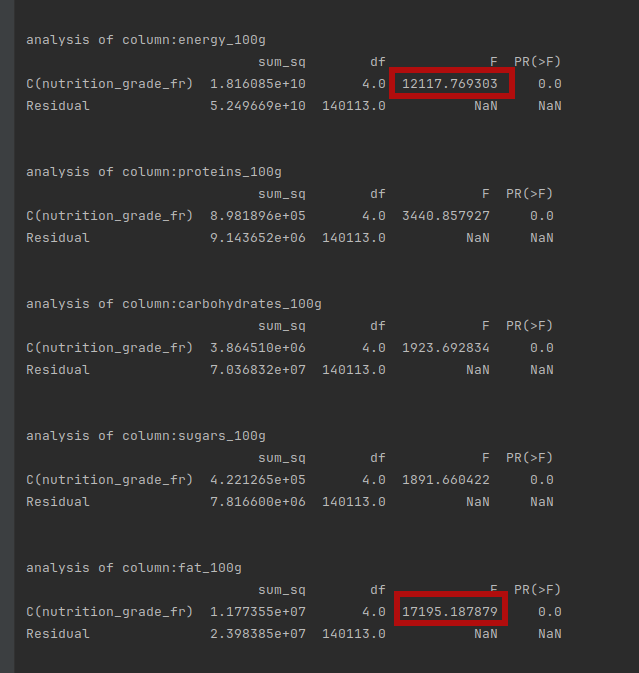 analysis of column:energy_100g
sum_sq df F PR(>F)
C(nutrition_grade_fr) 1.816085e+10 4.0 12117.769303 0.0
Residual 5.249669e+10 140113.0 NaN NaN
analysis of column:proteins_100g
sum_sq df F PR(>F)
C(nutrition_grade_fr) 8.981896e+05 4.0 3440.857927 0.0
Residual 9.143652e+06 140113.0 NaN NaN
analysis of column:carbohydrates_100g
sum_sq df F PR(>F)
C(nutrition_grade_fr) 3.864510e+06 4.0 1923.692834 0.0
Residual 7.036832e+07 140113.0 NaN NaN
analysis of column:sugars_100g
sum_sq df F PR(>F)
C(nutrition_grade_fr) 4.221265e+05 4.0 1891.660422 0.0
Residual 7.816600e+06 140113.0 NaN NaN
analysis of column:fat_100g
sum_sq df F PR(>F)
C(nutrition_grade_fr) 1.177355e+07 4.0 17195.187879 0.0
Residual 2.398385e+07 140113.0 NaN NaN